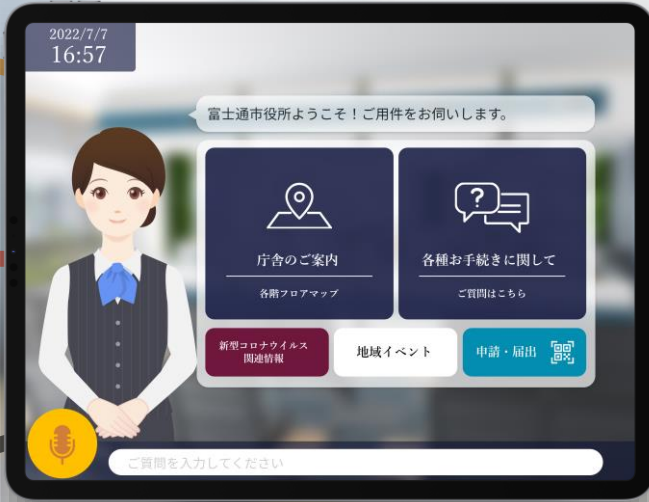 2022/7/7
16:57
富士通市役所ようこそ！ご用件をお伺いします。
庁舎のご案内
各階フロアマップ
各種お手続きに関して
ご質問はこちら
?
新型コロナウイルス
関連情報
地域イベント
申請・届出
ご質問を入力してください